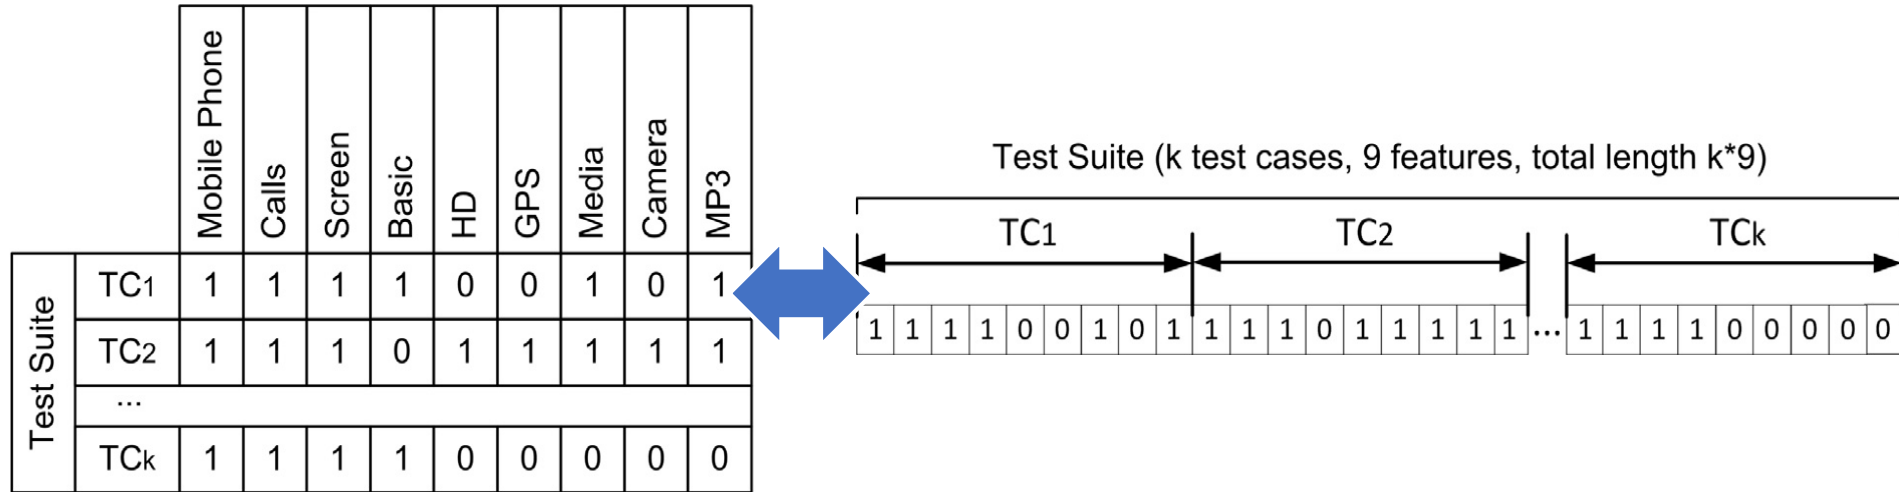 Mobile Phone
Calls
Screen
Basic
HD
GPS
Media
Camera
MP3
Test Suite
TC1 1 1 1 1 0 0 1 0 1
TC2 1 1 1 0 1 1 1 1 1
...
TCk 1 1 1 1 0 0 0 0 0
Test Suite (k test cases, 9 features, total length k*9)
TC1 TC2 TCk
1 1 1 1 0 0 1 0 1 1 1 1 0 1 1 1 1 1 ... 1 1 1 1 0 0 0 0 0